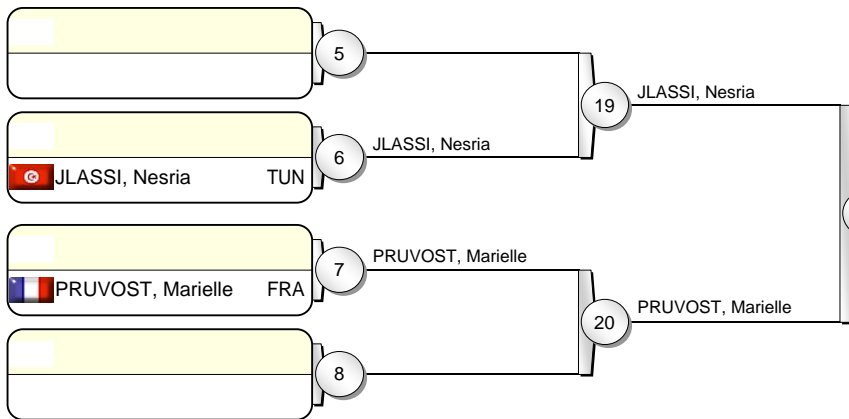 5
JLASSI, Nesria
19
JLASSI, Nesria TUN
6
JLASSI, Nesria
PRUVOST, Marielle FRA
7
PRUVOST, Marielle
20
PRUVOST, Marielle
8